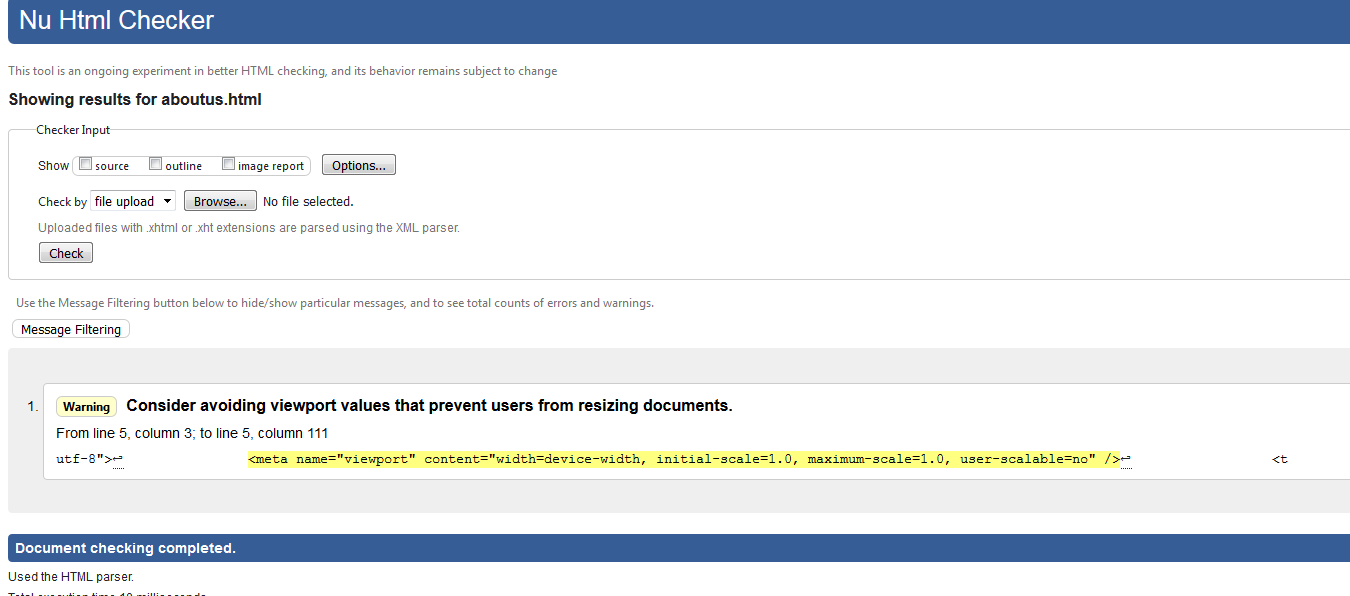 Nu Html Checker
This tool is an ongoing experiment in better HTML checking, and its behavior remains subject to change
Showing results for aboutus.html
Checker Input
Show source outline image report Options...
Check by file upload Browse... No file selected.
Uploaded files with .xhtml or .xht extensions are parsed using the XML parser.
Check
Use the Message Filtering button below to hide/show particular messages, and to see total counts of errors and warnings.
Message Filtering
1. Warning Consider avoiding viewport values that prevent users from resizing documents.
From line 5, column 3; to line 5, column 111
utf-8">↩ <meta name="viewport" content="width=device-width, initial-scale=1.0, maximum-scale=1.0, user-scalable=no" />↩ <t
Document checking completed.
Used the HTML parser.
Total execution time 10 milliseconds